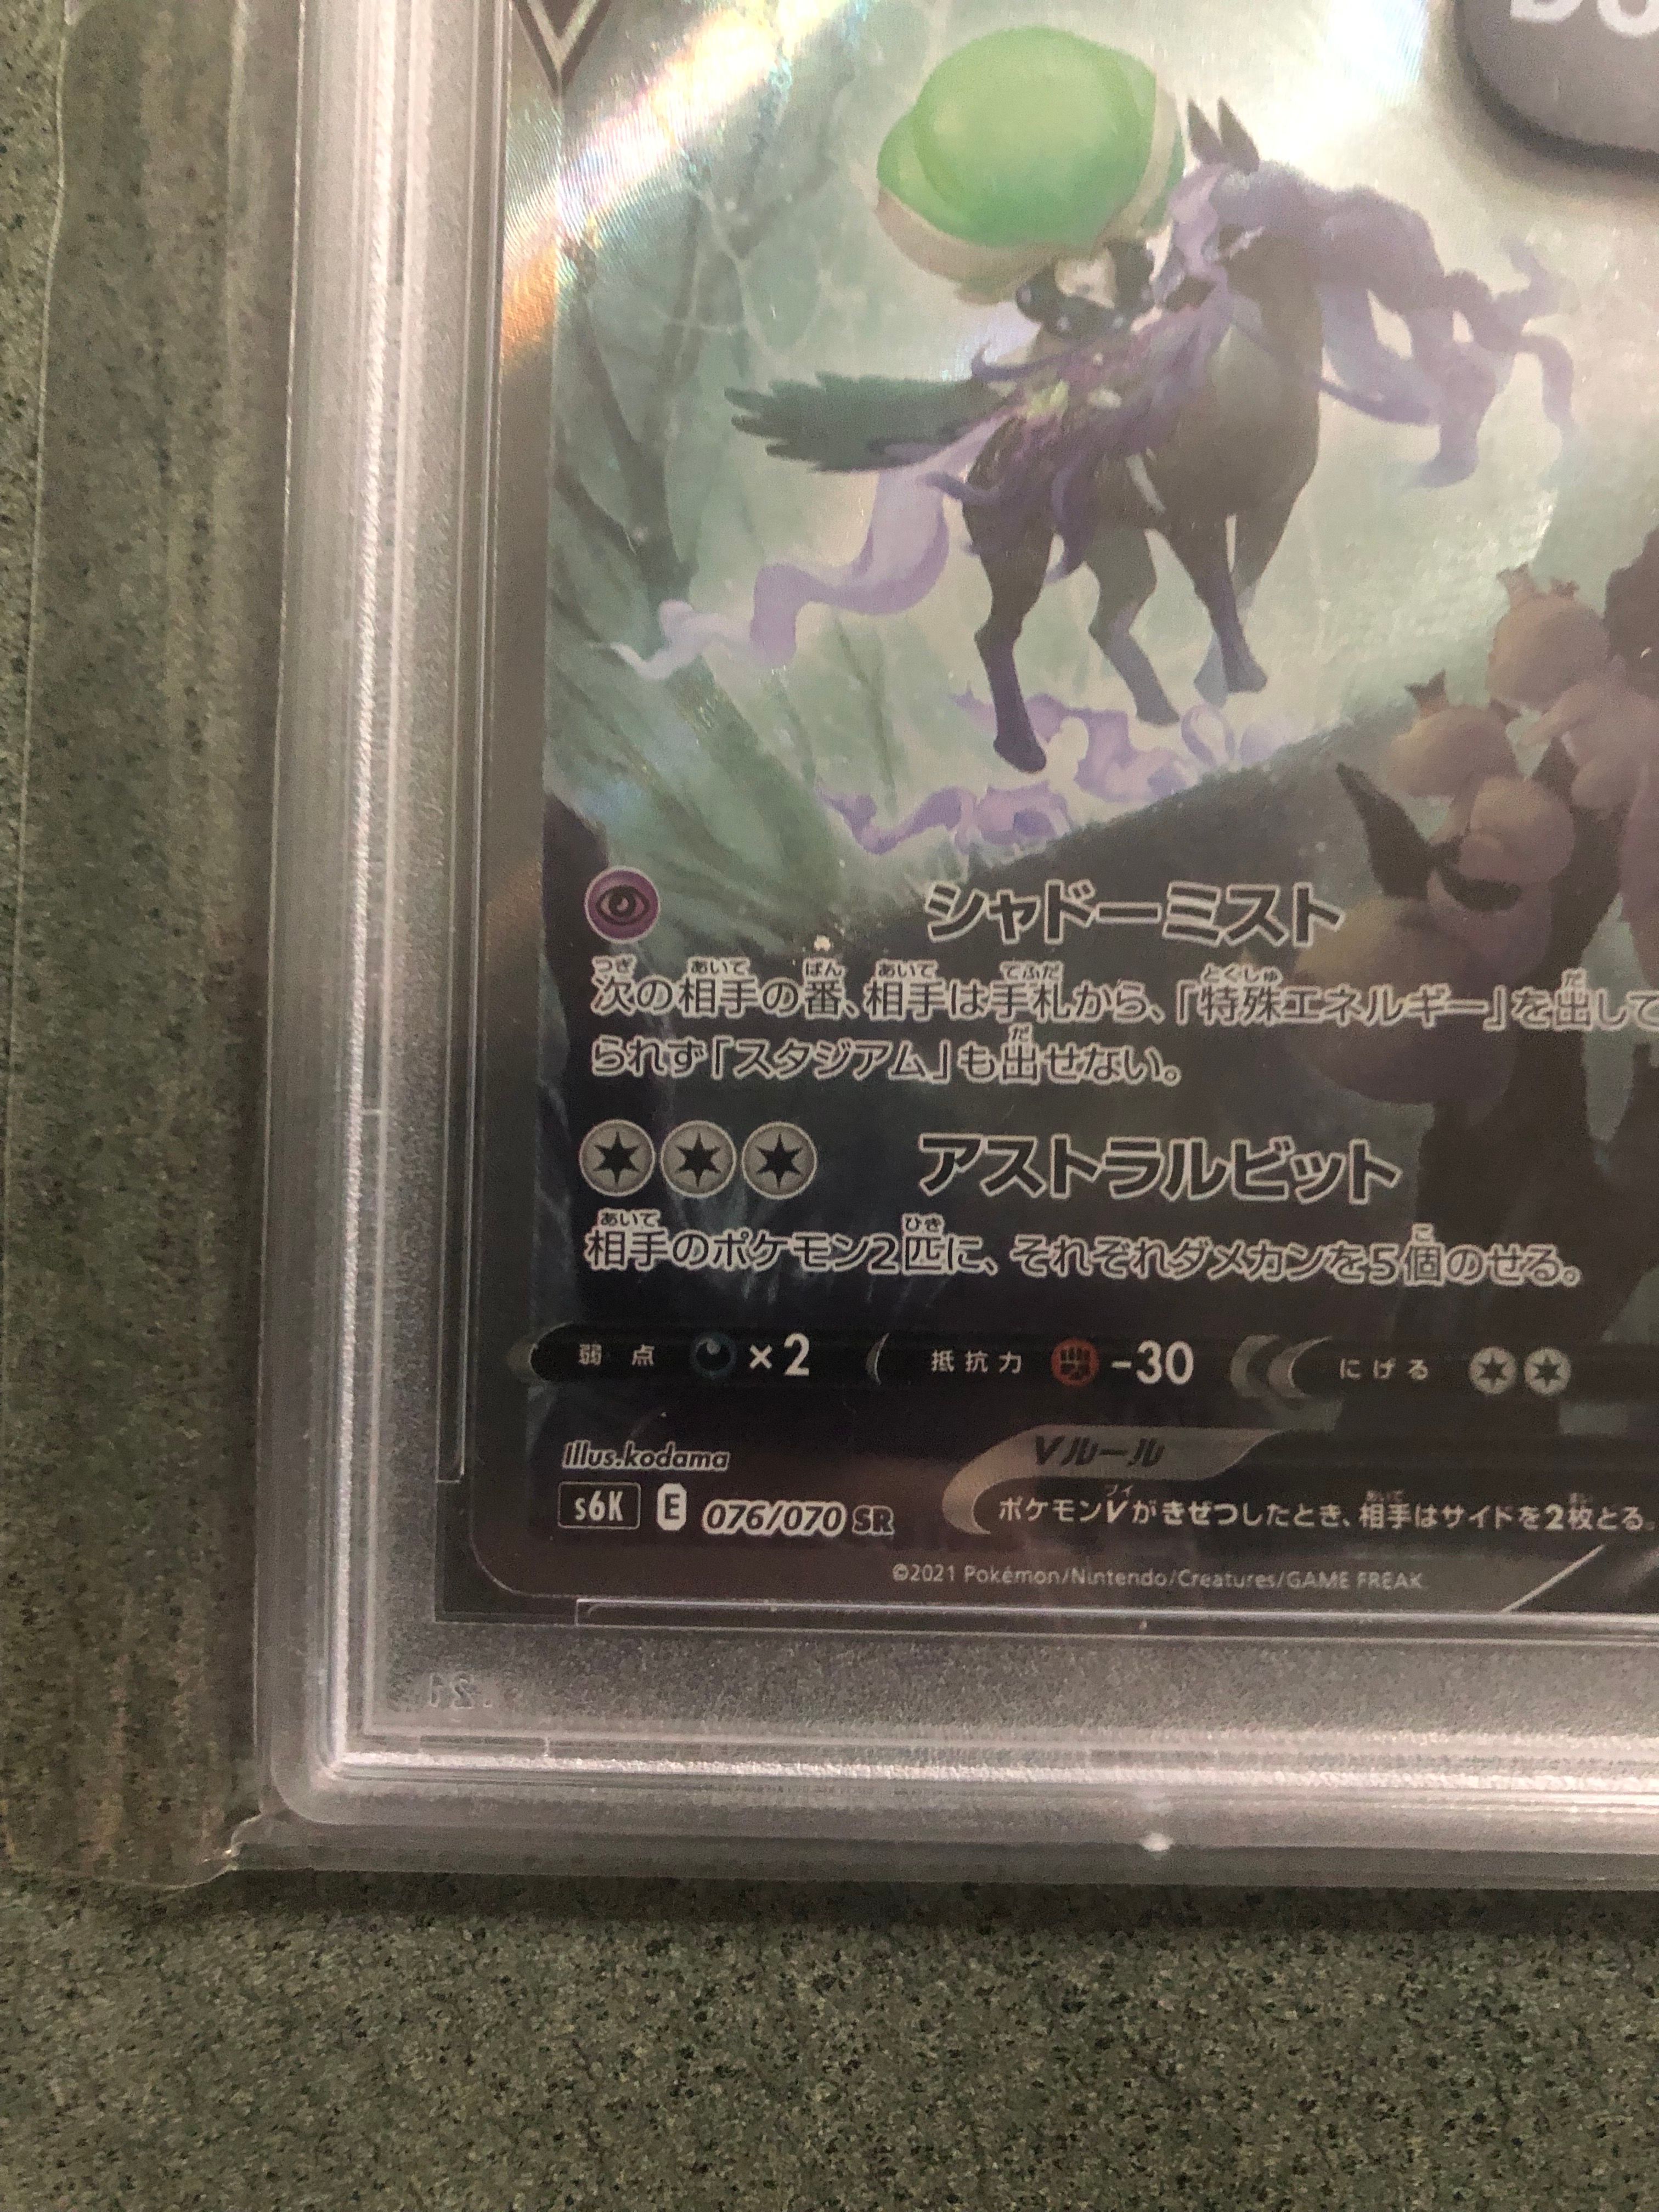 シャドーミスト
次の相手の番、相手は手札から、「特殊エネルギー」を出して
られず「スタジアム」も出せない。
アストラルビット
相手のポケモン2匹に、それぞれダメカンを5個のせる。
弱点 ×2 抵抗力 -30 にげる
Illus.kodama
Vルール
s6K E 076/070 SR
ポケモンVがきぜつしたとき、相手はサイドを2枚とる。
©2021 Pokémon/Nintendo/Creatures/GAME FREAK